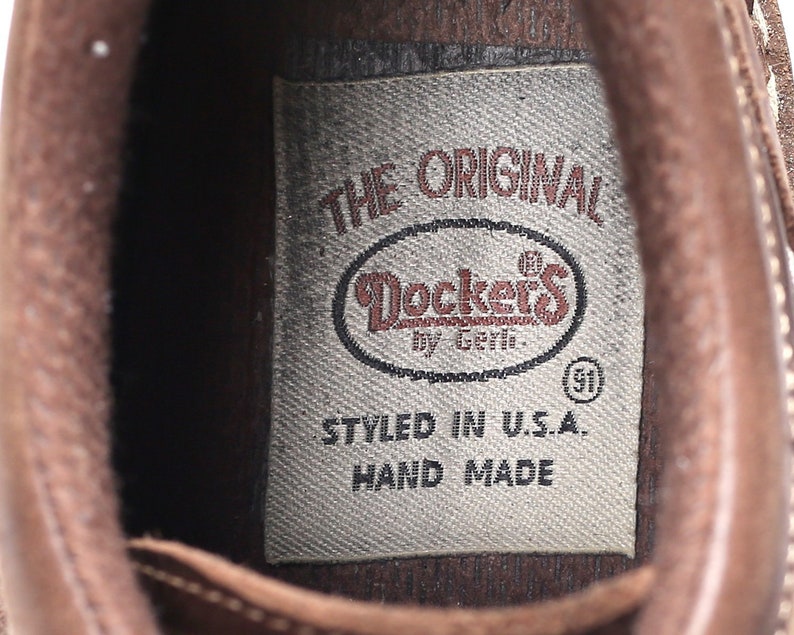 THE ORIGINAL
Dockers®
by Gerli.
91
STYLED IN U.S.A.
HAND MADE